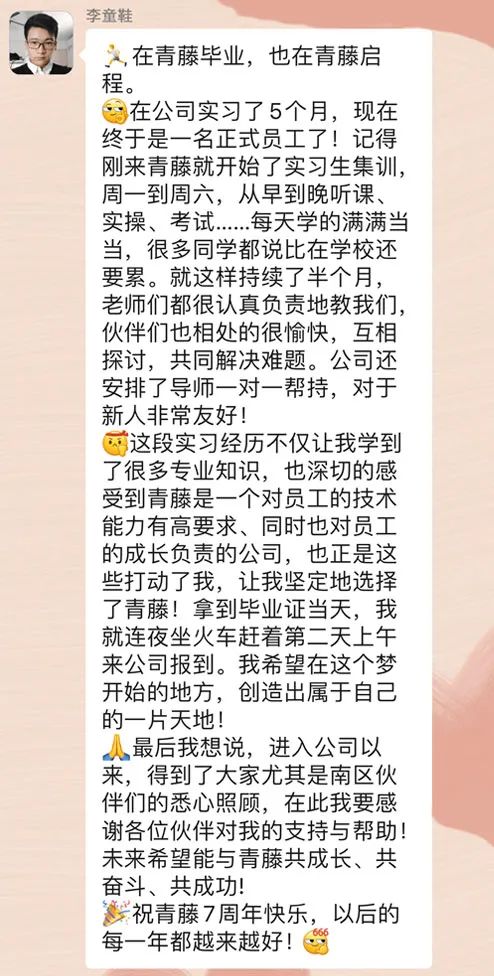 李童鞋
🏃在青藤毕业，也在青藤启
程。
🤔在公司实习了5个月，现在
终于是一名正式员工了！记得
刚来青藤就开始了实习生集训，
周一到周六，从早到晚听课、
实操、考试......每天学的满满当
当，很多同学都说比在学校还
要累。就这样持续了半个月，
老师们都很认真负责地教我们，
伙伴们也相处的很愉快，互相
探讨，共同解决难题。公司还
安排了导师一对一帮持，对于
新人非常友好！
这段实习经历不仅让我学到
了很多专业知识，也深切的感
受到青藤是一个对员工的技术
能力有高要求、同时也对员工
的成长负责的公司，也正是这
些打动了我，让我坚定地选择
了青藤！拿到毕业证当天，我
就连夜坐火车赶着第二天上午
来公司报到。我希望在这个梦
开始的地方，创造出属于自己
的一片天地！
🙏最后我想说，进入公司以
来，得到了大家尤其是南区伙
伴们的悉心照顾，在此我要感
谢各位伙伴对我的支持与帮助！
未来希望能与青藤共成长、共
奋斗、共成功!
🎉祝青藤7周年快乐，以后的
每一年都越来越好！666